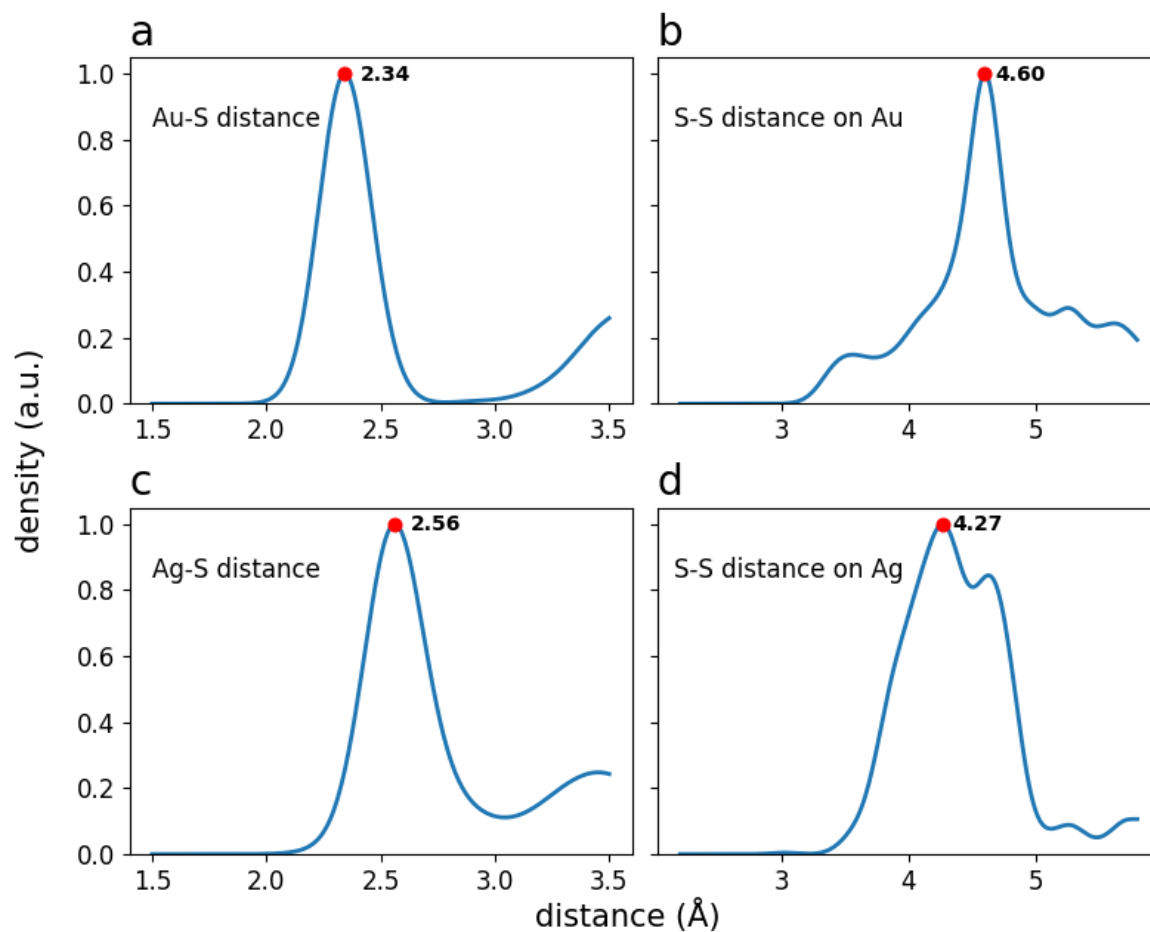 a
2.34
Au-S distance
1.0
0.8
0.6
0.4
0.2
0.0
1.5 2.0 2.5 3.0 3.5
b
4.60
S-S distance on Au
3 4 5
density (a.u.)
c
2.56
Ag-S distance
1.0
0.8
0.6
0.4
0.2
0.0
1.5 2.0 2.5 3.0 3.5
d
4.27
S-S distance on Ag
3 4 5
distance (Å)